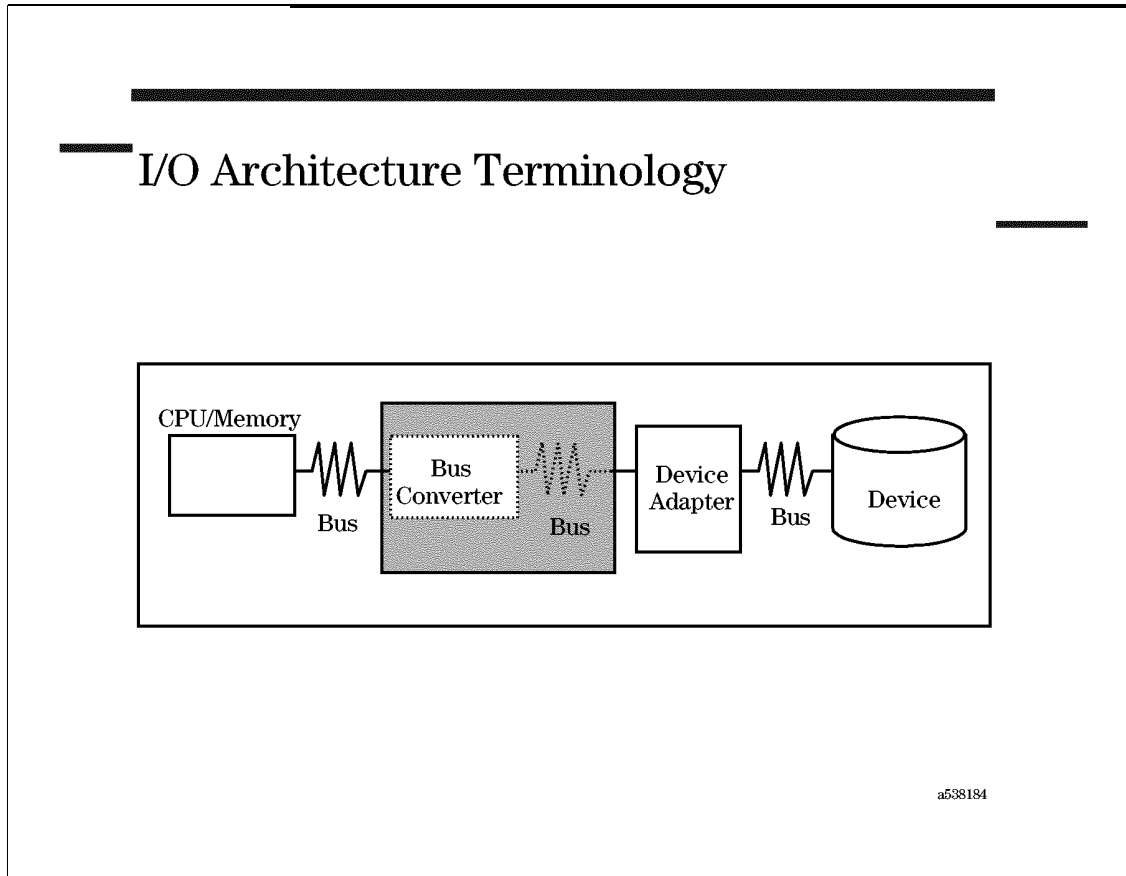 I/O Architecture Terminology
CPU/Memory
Bus
Bus
Converter
Bus
Device
Adapter
Bus
Device
a538184